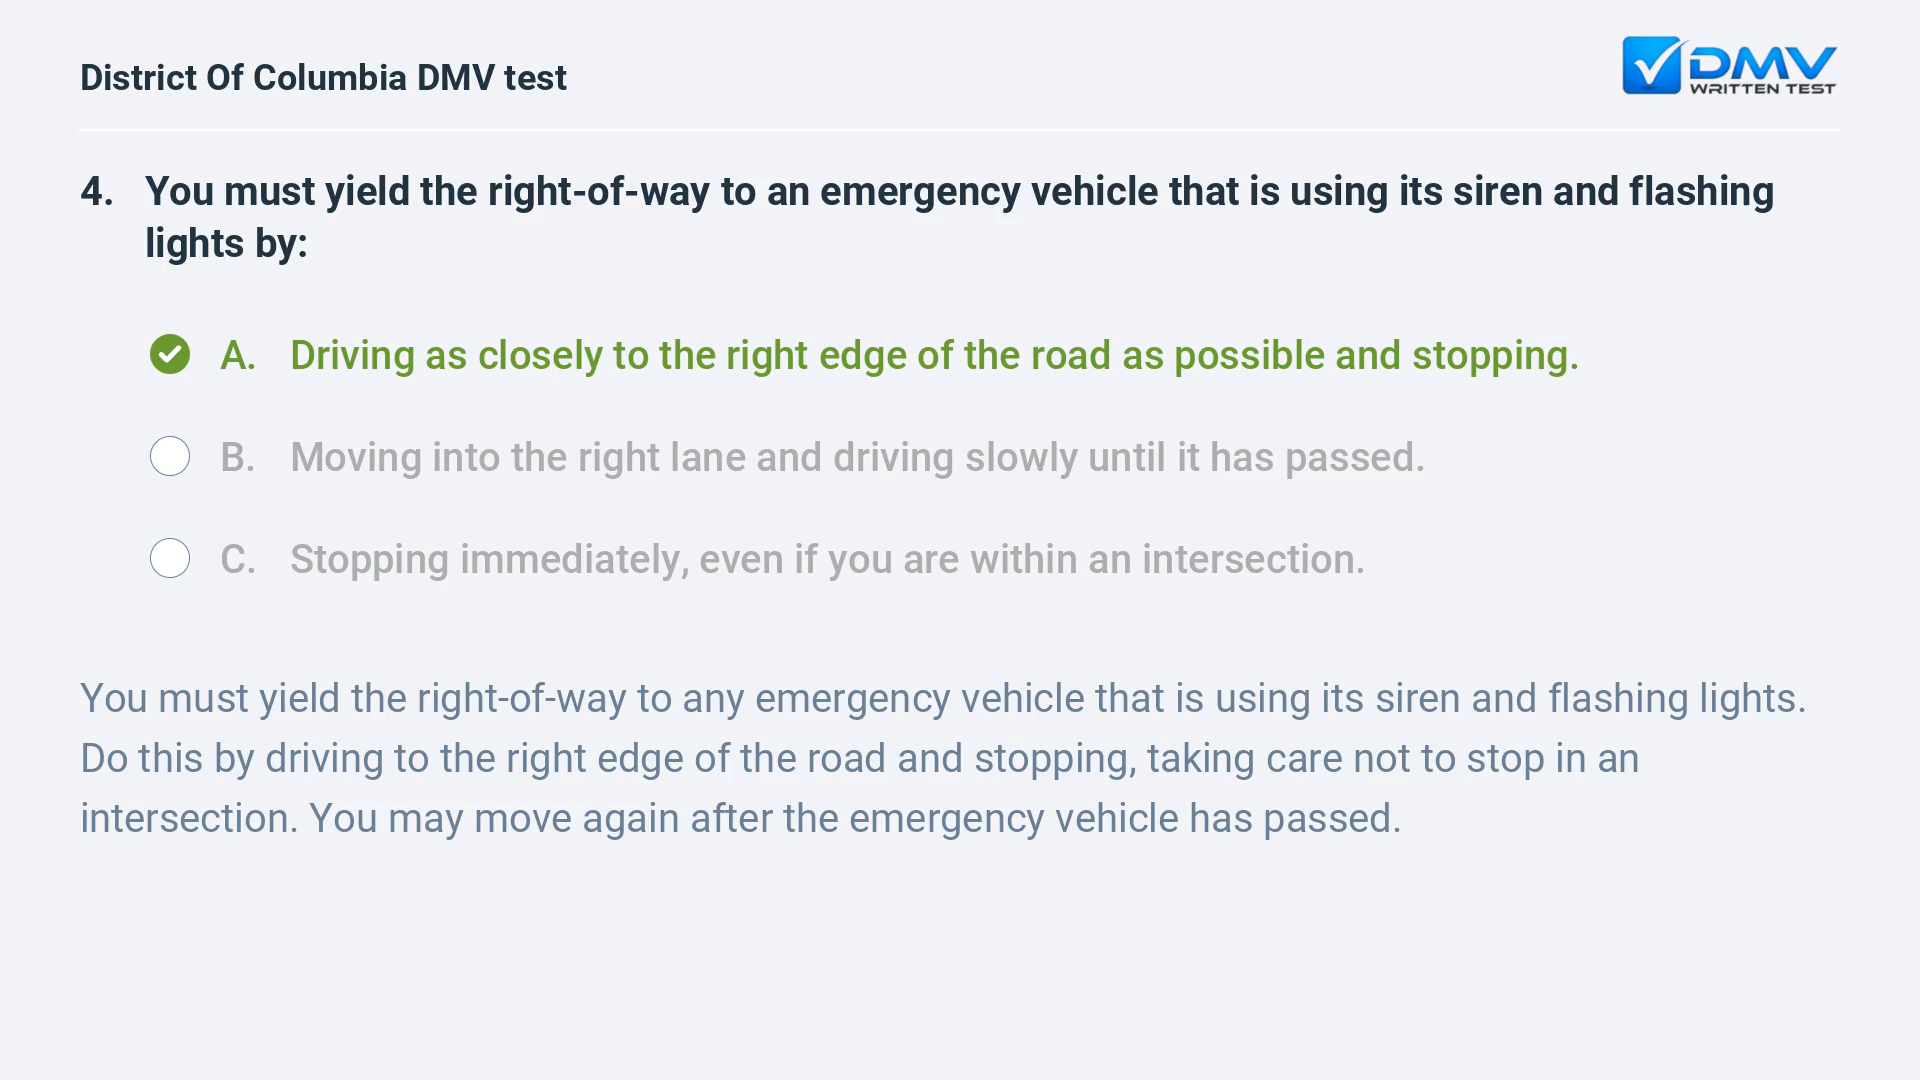 District Of Columbia DMV test
DMV
WRITTEN TEST
4. You must yield the right-of-way to an emergency vehicle that is using its siren and flashing
lights by:
A. Driving as closely to the right edge of the road as possible and stopping.
B. Moving into the right lane and driving slowly until it has passed.
C. Stopping immediately, even if you are within an intersection.
You must yield the right-of-way to any emergency vehicle that is using its siren and flashing lights.
Do this by driving to the right edge of the road and stopping, taking care not to stop in an
intersection. You may move again after the emergency vehicle has passed.